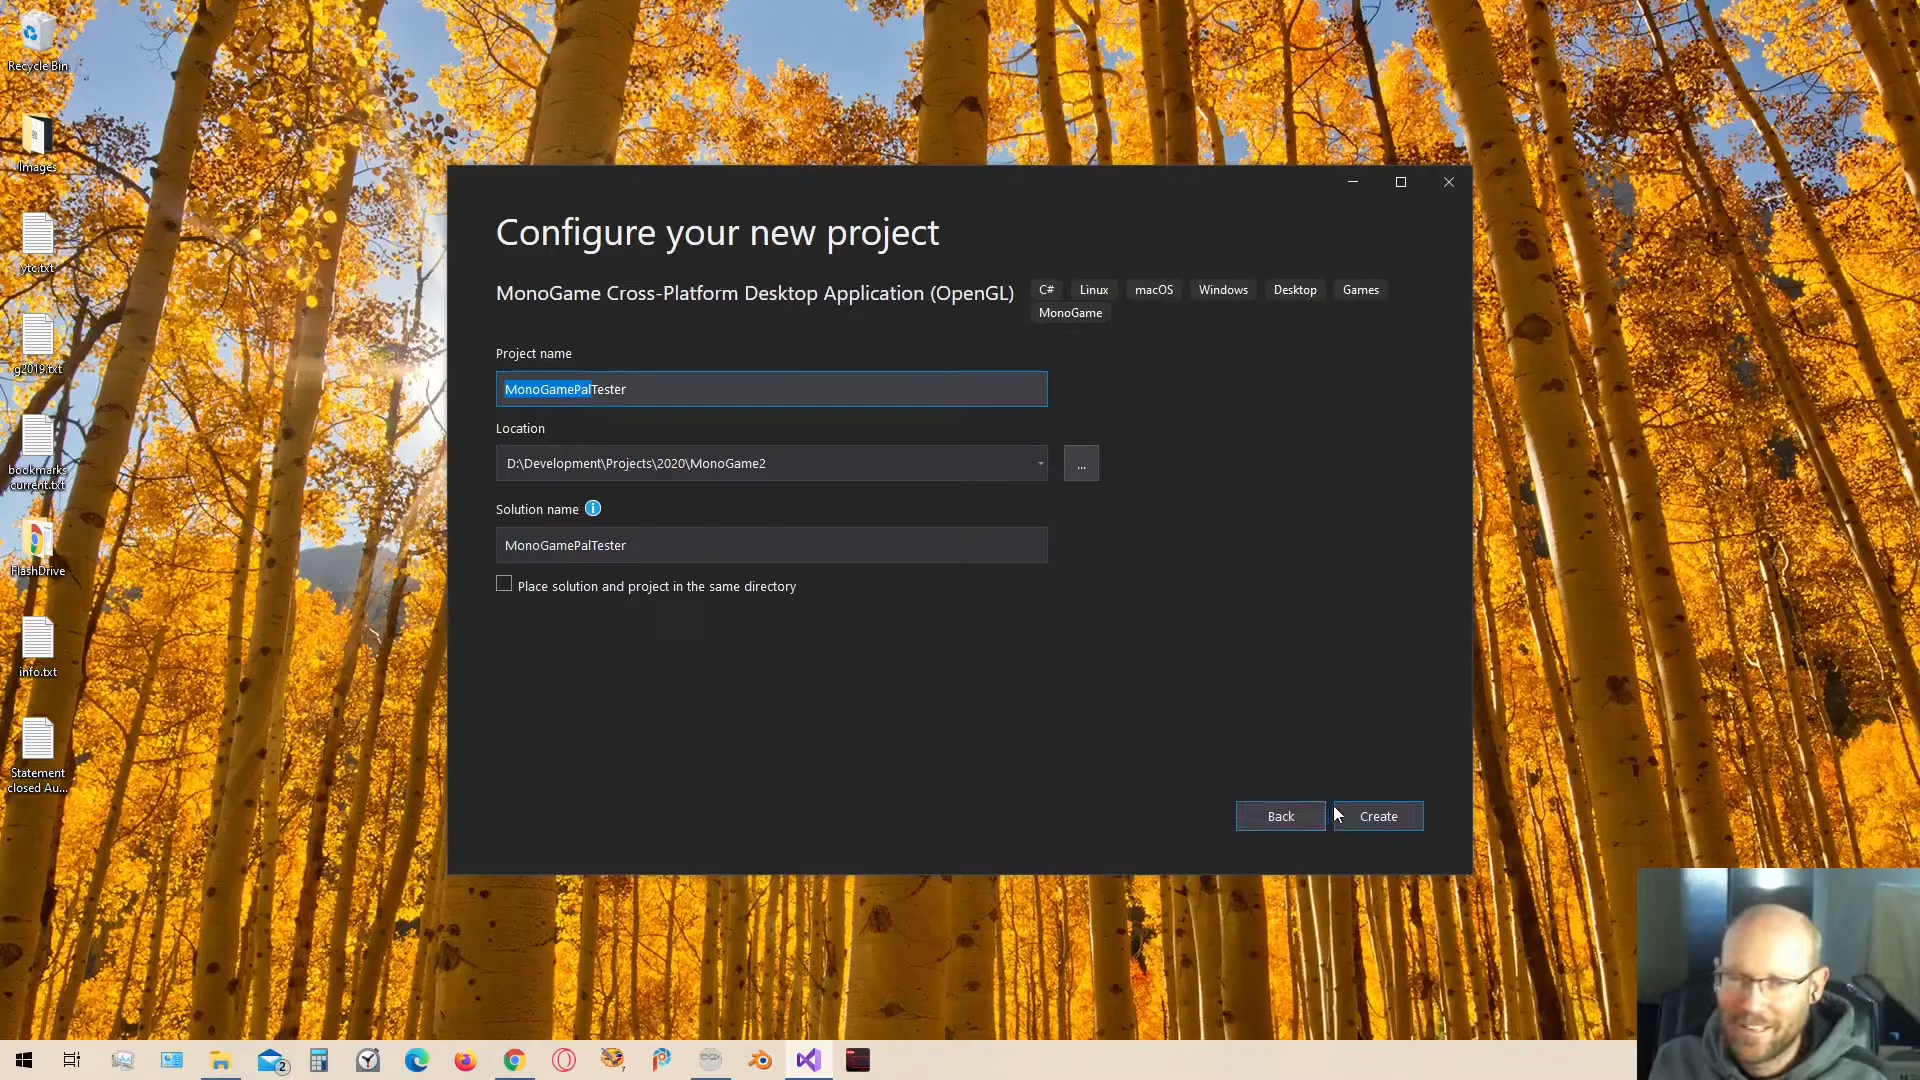 Recycle Bin
Images
ytc.txt
g2019.txt
bookmarks
current.txt
FlashDrive
info.txt
Statement
closed Au...
Configure your new project
MonoGame Cross-Platform Desktop Application (OpenGL)
C# Linux macOS Windows Desktop Games
MonoGame
Project name
MonoGamePalTester
Location
D:\Development\Projects\2020\MonoGame2
...
Solution name
MonoGamePalTester
Place solution and project in the same directory
Back Create
2